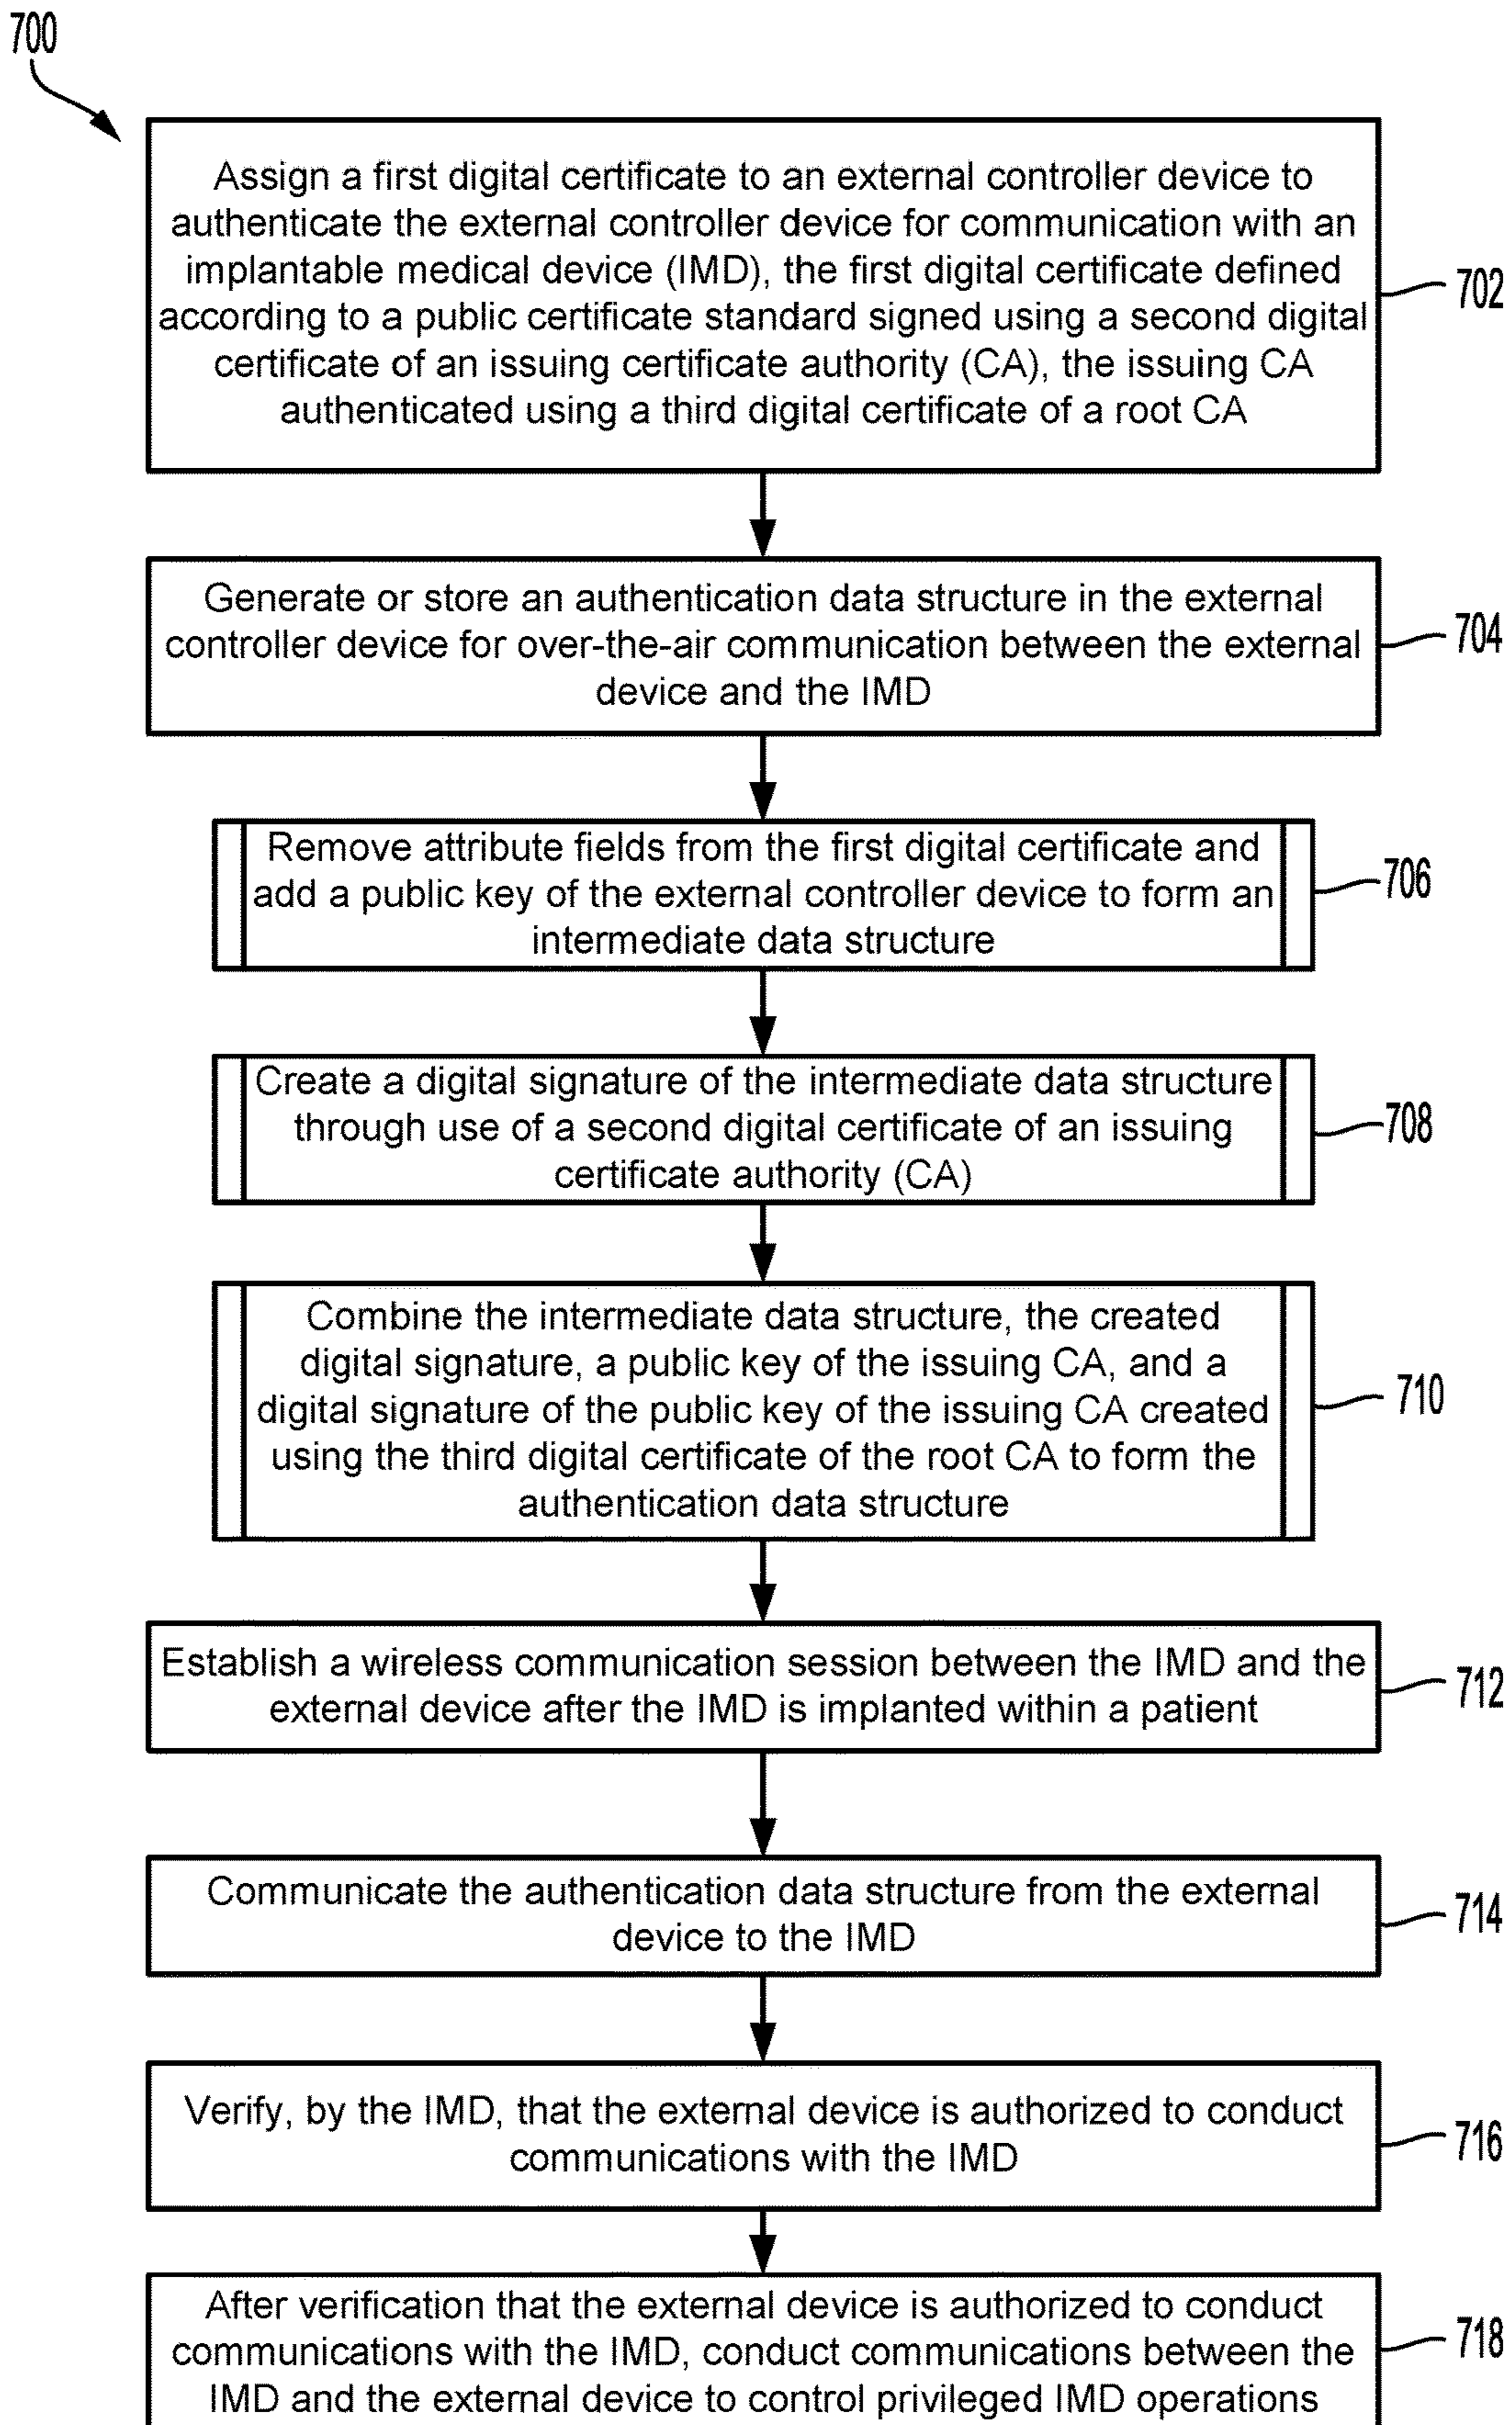 700
Assign a first digital certificate to an external controller device to
authenticate the external controller device for communication with an
implantable medical device (IMD), the first digital certificate defined
according to a public certificate standard signed using a second digital
certificate of an issuing certificate authority (CA), the issuing CA
authenticated using a third digital certificate of a root CA
702
Generate or store an authentication data structure in the external
controller device for over-the-air communication between the external
device and the IMD
704
Remove attribute fields from the first digital certificate and
add a public key of the external controller device to form an
intermediate data structure
706
Create a digital signature of the intermediate data structure
through use of a second digital certificate of an issuing
certificate authority (CA)
708
Combine the intermediate data structure, the created
digital signature, a public key of the issuing CA, and a
digital signature of the public key of the issuing CA created
using the third digital certificate of the root CA to form the
authentication data structure
710
Establish a wireless communication session between the IMD and the
external device after the IMD is implanted within a patient
712
Communicate the authentication data structure from the external
device to the IMD
714
Verify, by the IMD, that the external device is authorized to conduct
communications with the IMD
716
After verification that the external device is authorized to conduct
communications with the IMD, conduct communications between the
IMD and the external device to control privileged IMD operations
718